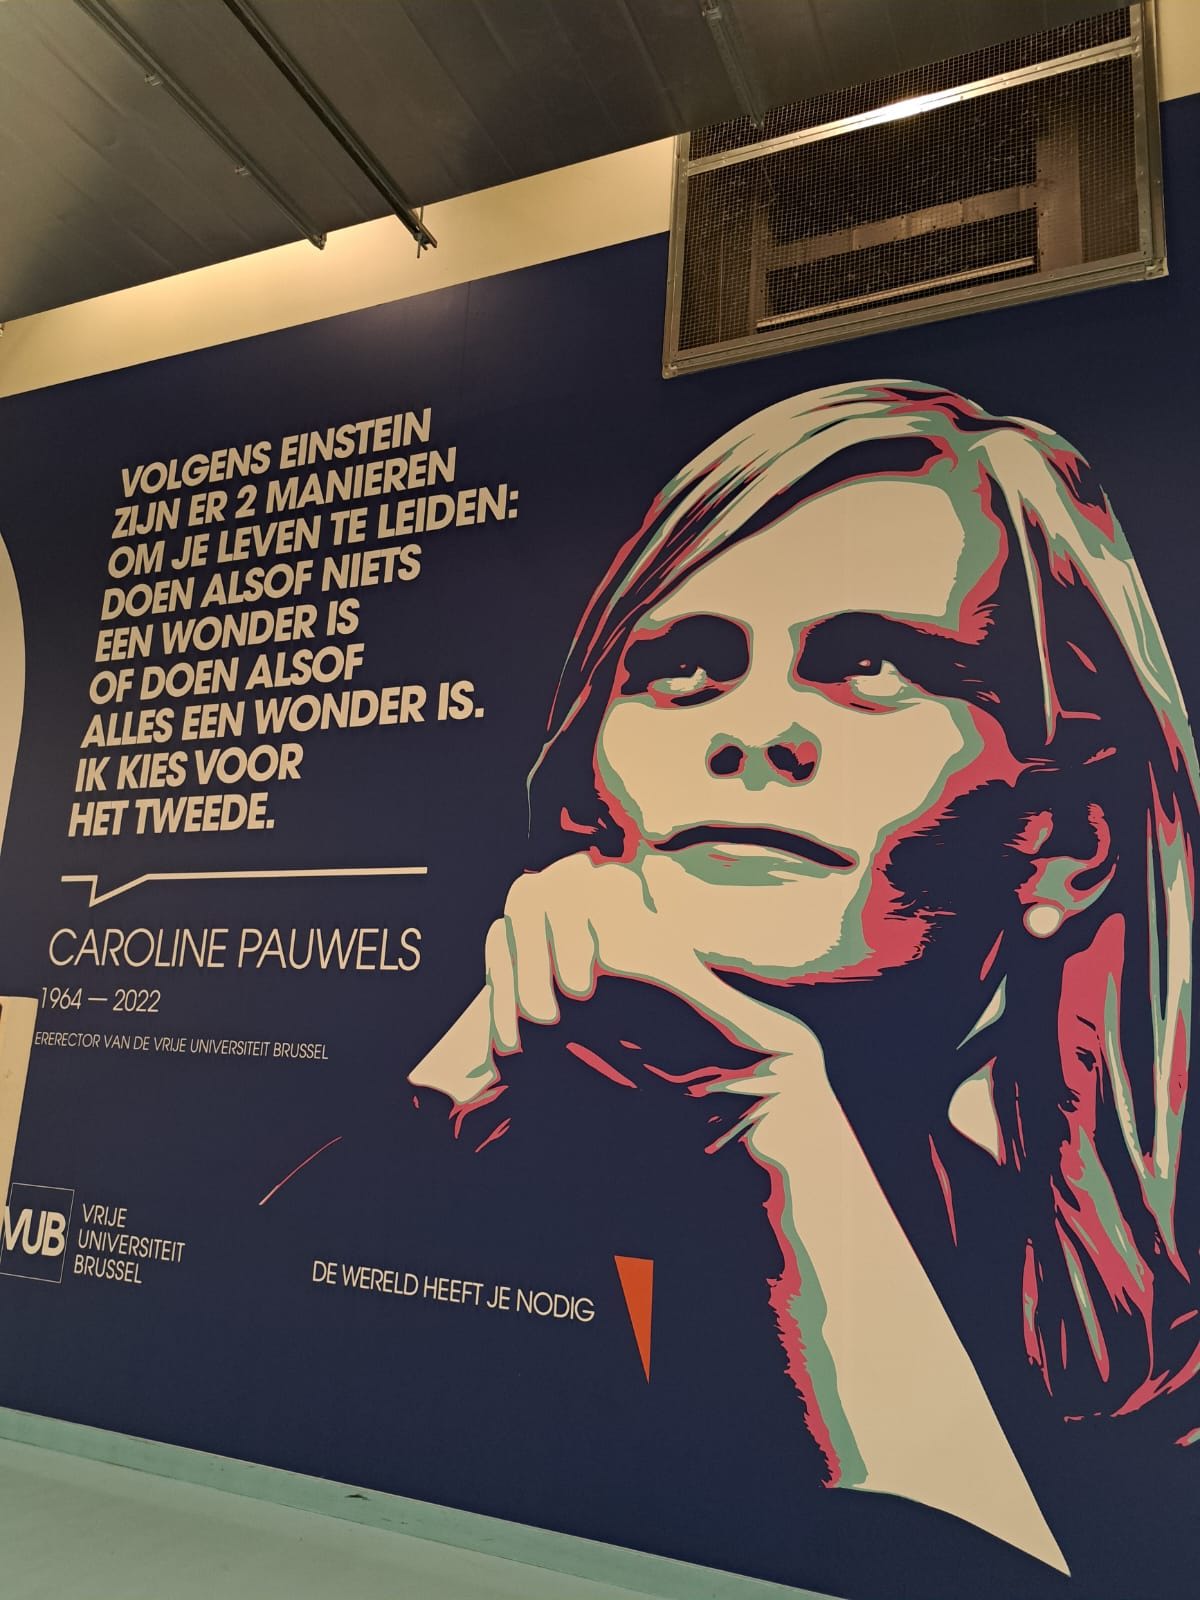 VOLGENS EINSTEIN
ZIJN ER 2 MANIEREN
OM JE LEVEN TE LEIDEN:
DOEN ALSOF NIETS
EEN WONDER IS
OF DOEN ALSOF
ALLES EEN WONDER IS.
IK KIES VOOR
HET TWEEDE.
CAROLINE PAUWELS
1964 — 2022
ERERECTOR VAN DE VRIJE UNIVERSITEIT BRUSSEL
VUB
VRIJE
UNIVERSITEIT
BRUSSEL
DE WERELD HEEFT JE NODIG